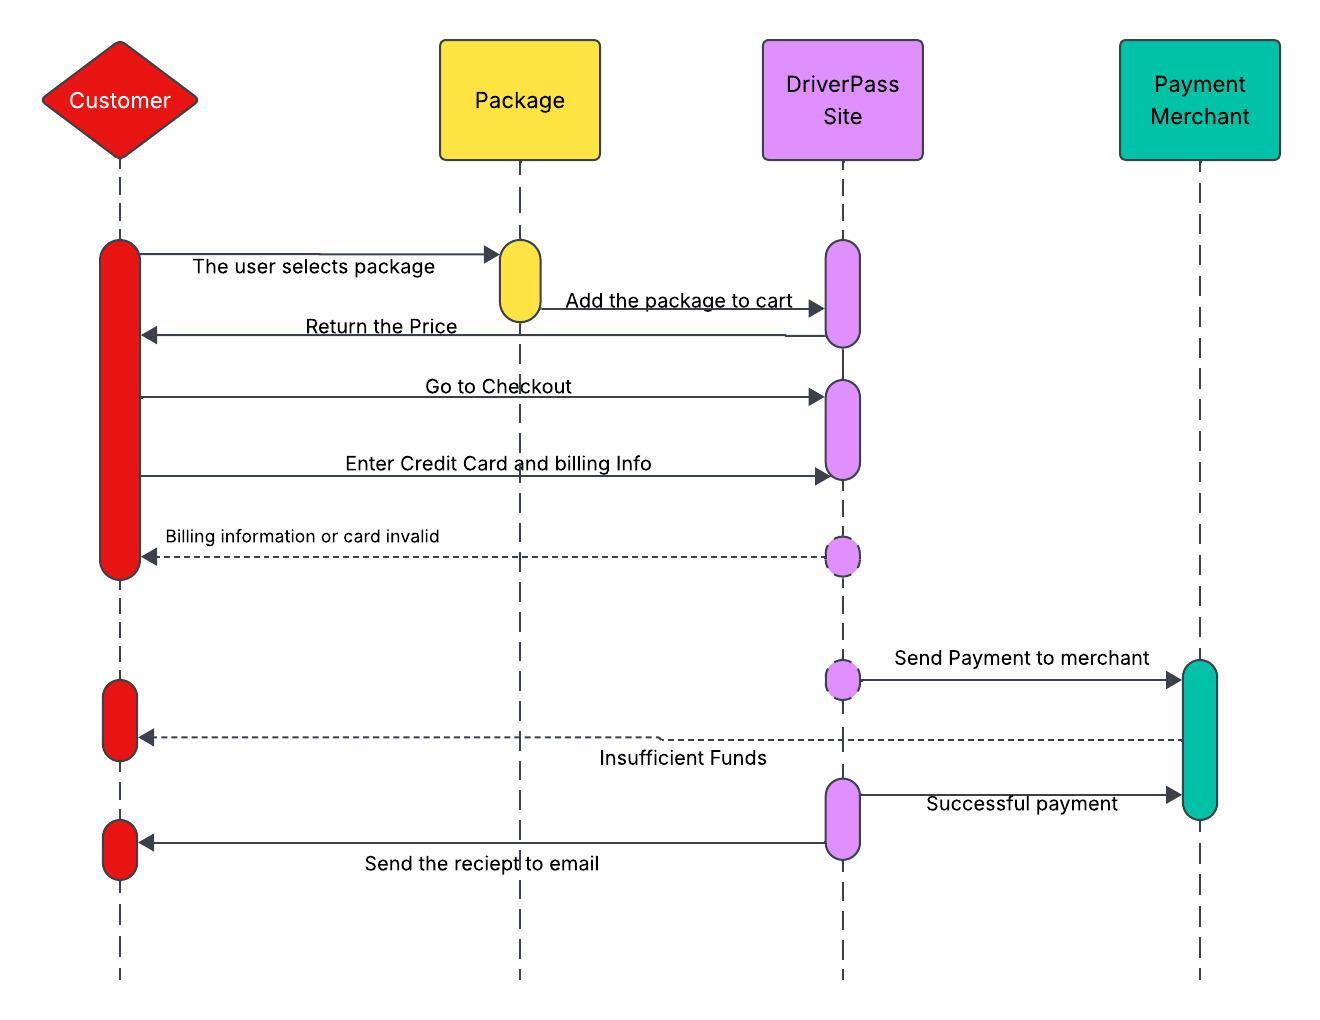 Customer
Package
DriverPass
Site
Payment
Merchant
The user selects package
Add the package to cart
Return the Price
Go to Checkout
Enter Credit Card and billing Info
Billing information or card invalid
Send Payment to merchant
Insufficient Funds
Successful payment
Send the reciept to email